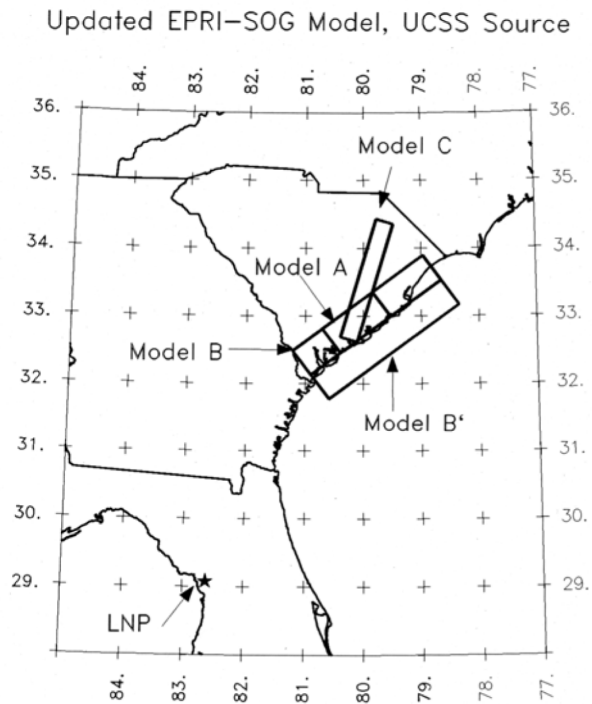 Updated EPRI-SOG Model, UCSS Source
84. 83. 82. 81. 80. 79. 78. 77.
36. 36.
Model C
35. 35.
34. 34.
Model A
33. 33.
Model B
32. 32.
Model B‘
31. 31.
30. 30.
29. 29.
LNP
84. 83. 82. 81. 80. 79. 78. 77.